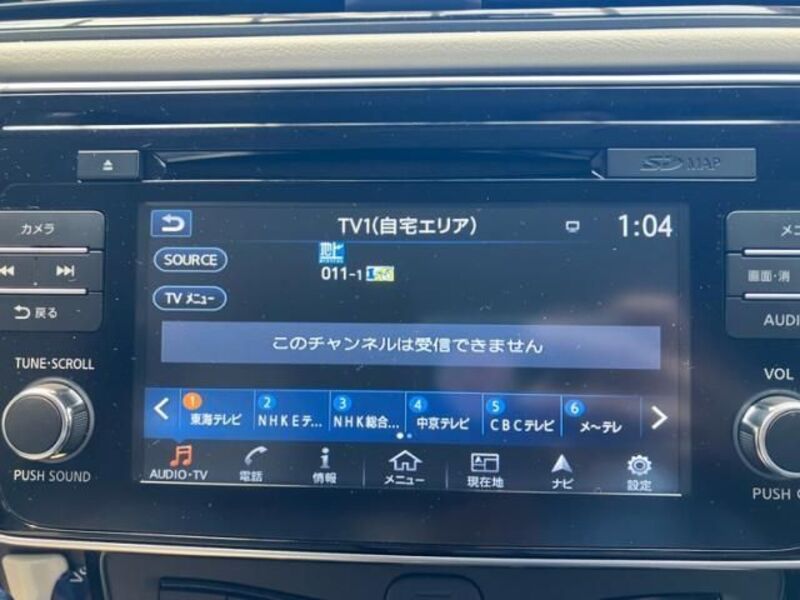 ▲
SD MAP
カメラ
TV1(自宅エリア)
1:04
メニ
SOURCE
地上
011-1
TV メニュー
画面・消
戻る
AUDI
このチャンネルは受信できません
TUNE・SCROLL
VOL
1 東海テレビ
2 NHKEテ...
3 NHK総合...
4 中京テレビ
5 CBCテレビ
6 メ〜テレ
PUSH SOUND
AUDIO・TV
電話
情報
メニュー
現在地
ナビ
設定
PUSH